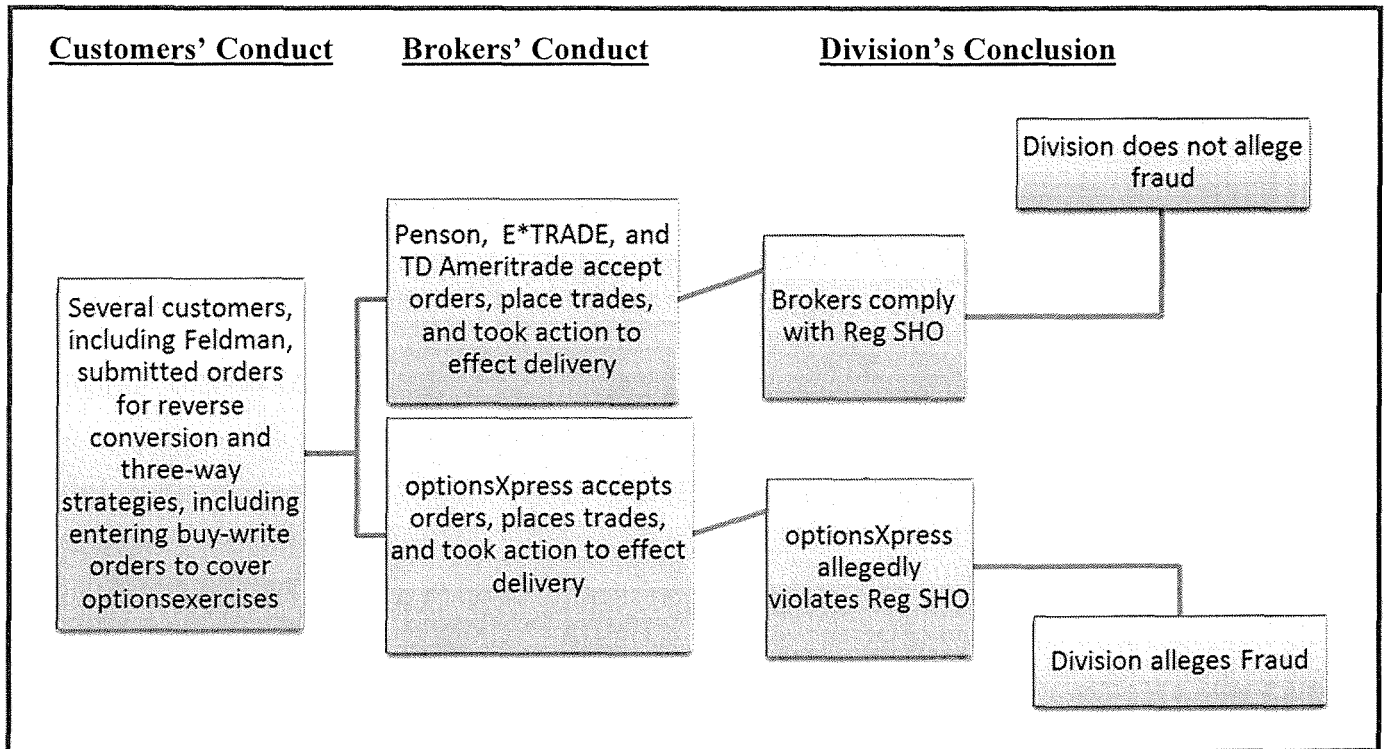 Customers' Conduct
Brokers' Conduct
Division's Conclusion
Several customers,
including Feldman,
submitted orders
for reverse
conversion and
three-way
strategies, including
entering buy-write
orders to cover
optionsexercises
Penson, E*TRADE, and
TD Ameritrade accept
orders, place trades,
and took action to
effect delivery
optionsXpress accepts
orders, places trades,
and took action to effect
delivery
Brokers comply
with Reg SHO
optionsXpress
allegedly
violates Reg SHO
Division does not allege
fraud
Division alleges Fraud